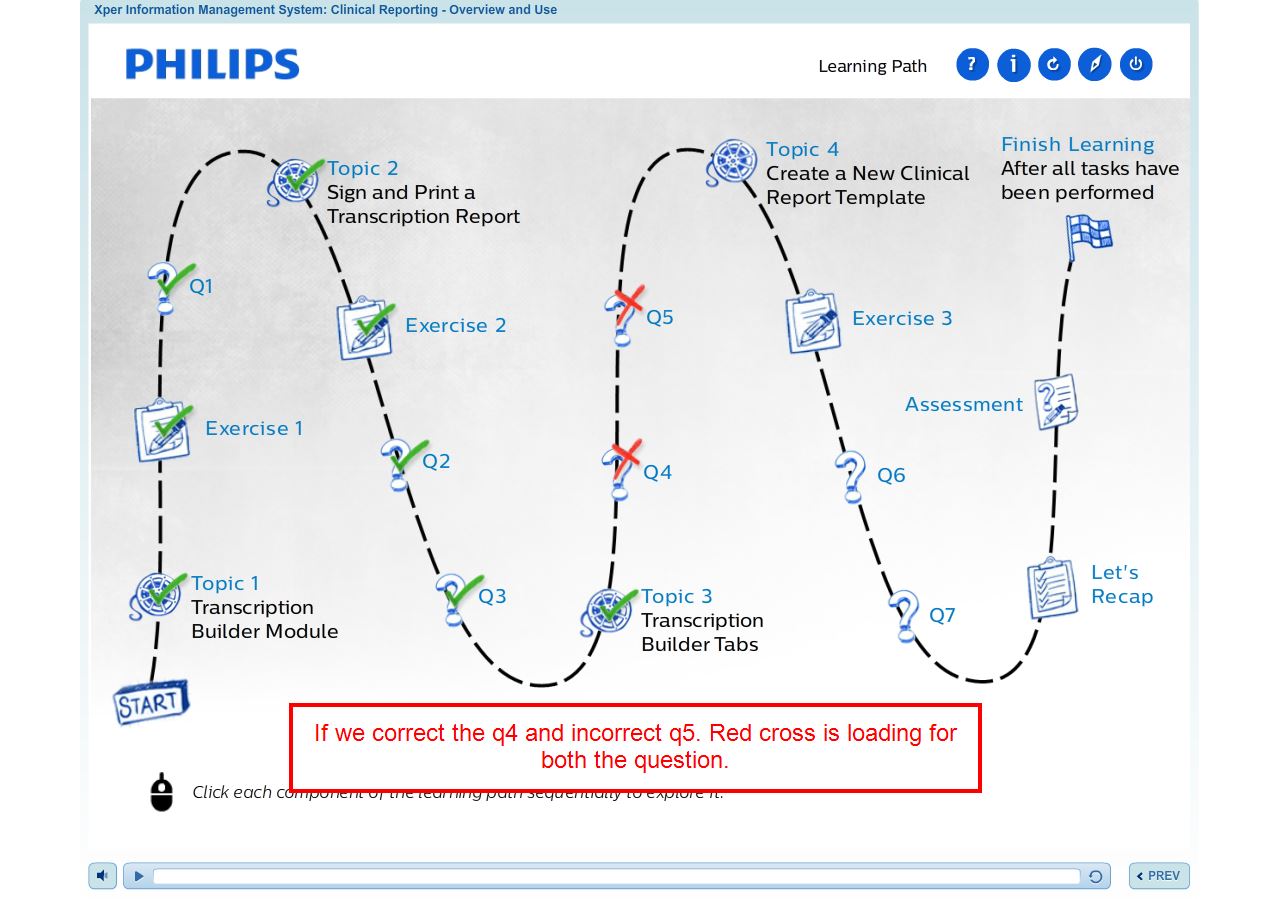 Xper Information Management System: Clinical Reporting - Overview and Use
PHILIPS
Learning Path
?
i
Topic 2
Sign and Print a
Transcription Report
Topic 4
Create a New Clinical
Report Template
Finish Learning
After all tasks have
been performed
Q1
Exercise 2
Q5
Exercise 3
Assessment
Exercise 1
Q2
Q4
Q6
Topic 1
Transcription
Builder Module
Q3
Topic 3
Transcription
Builder Tabs
Q7
Let's
Recap
START
If we correct the q4 and incorrect q5. Red cross is loading for
both the question.
Click each component of the learning path sequentially to explore it.
PREV